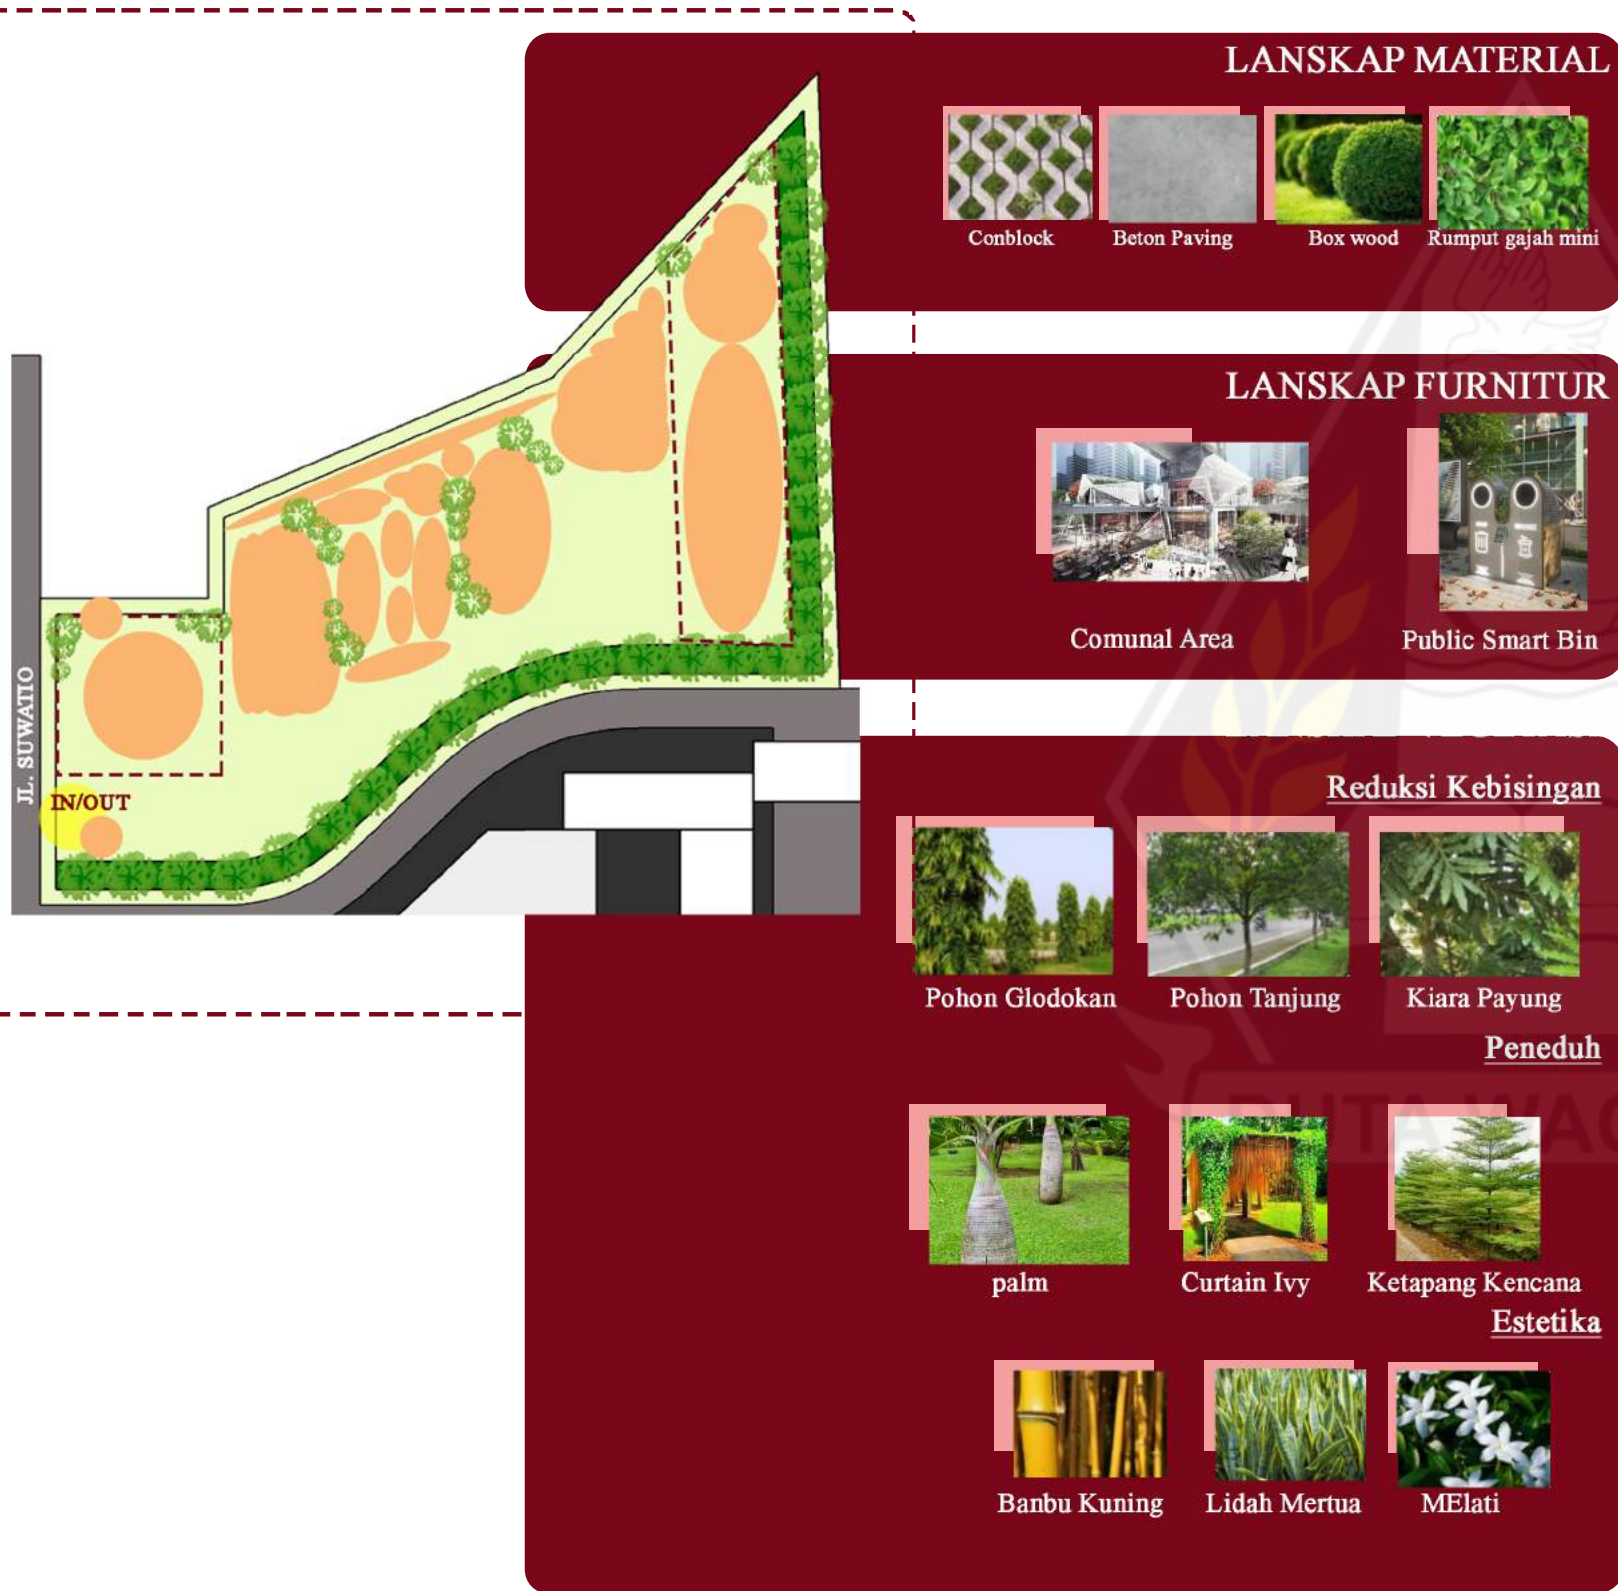 LANSKAP MATERIAL
Conblock
Beton Paving
Box wood
Rumput gajah mini
LANSKAP FURNITUR
Comunal Area
Public Smart Bin
JL. SUWATIO
IN/OUT
Reduksi Kebisingan
Pohon Glodokan
Pohon Tanjung
Kiara Payung
Peneduh
palm
Curtain Ivy
Ketapang Kencana
Estetika
Banbu Kuning
Lidah Mertua
MElati